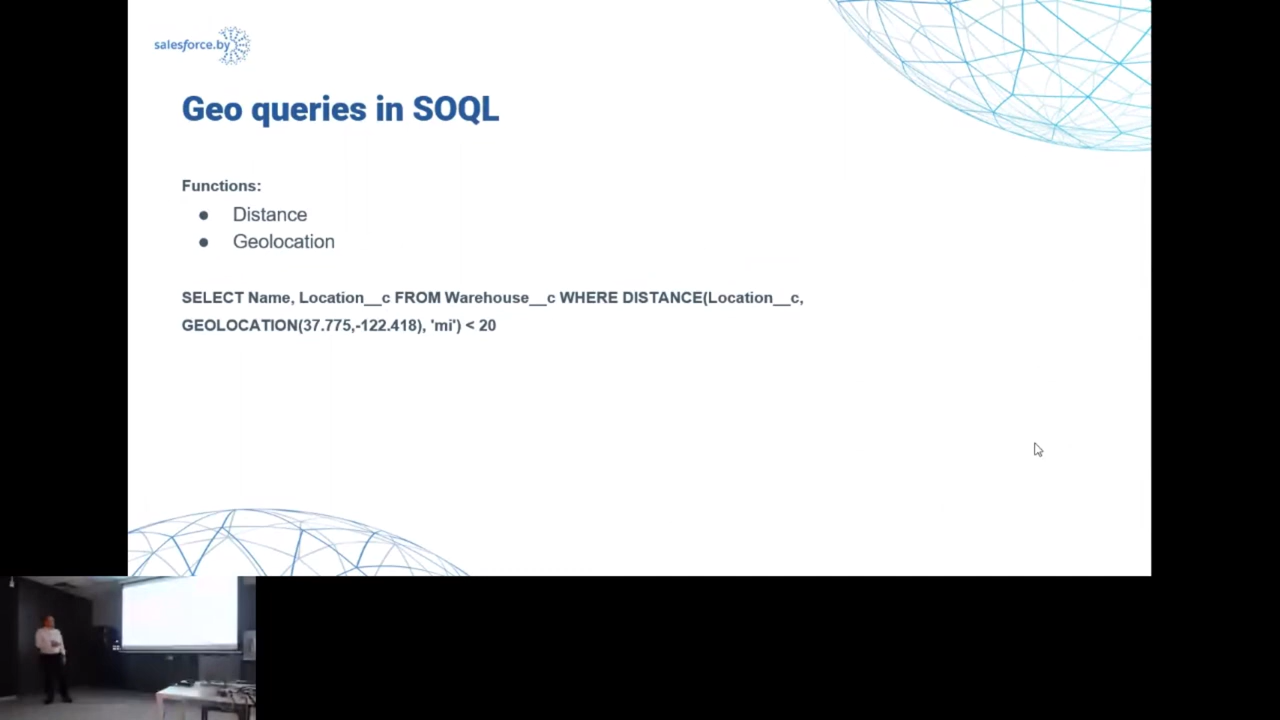 salesforce.by
Geo queries in SOQL
Functions:
● Distance
● Geolocation
SELECT Name, Location__c FROM Warehouse__c WHERE DISTANCE(Location__c,
GEOLOCATION(37.775,-122.418), 'mi') < 20